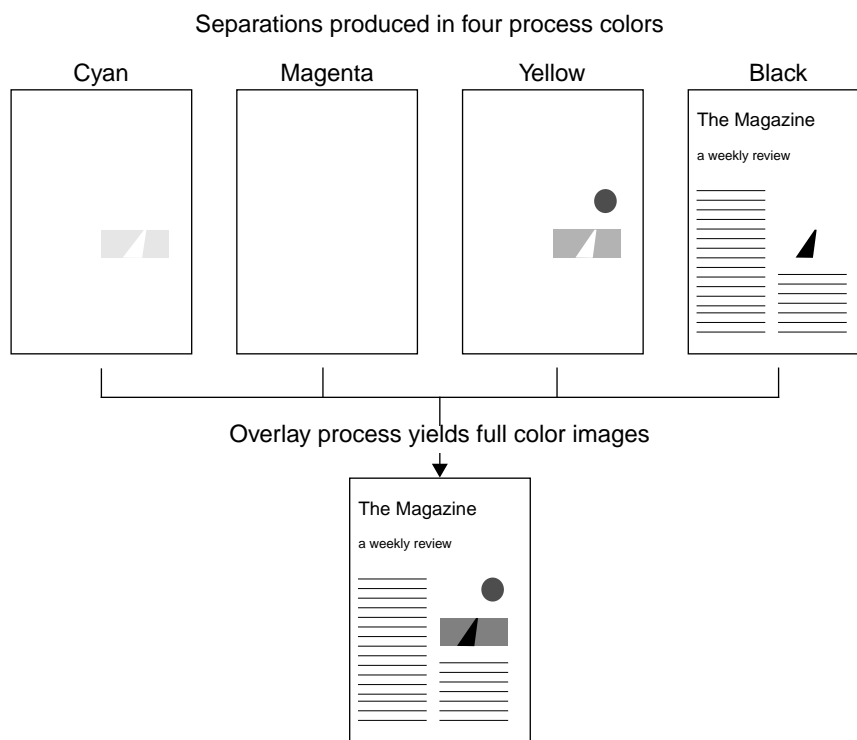 Separations produced in four process colors
Cyan
Magenta
Yellow
Black
The Magazine
a weekly review
Overlay process yields full color images
The Magazine
a weekly review